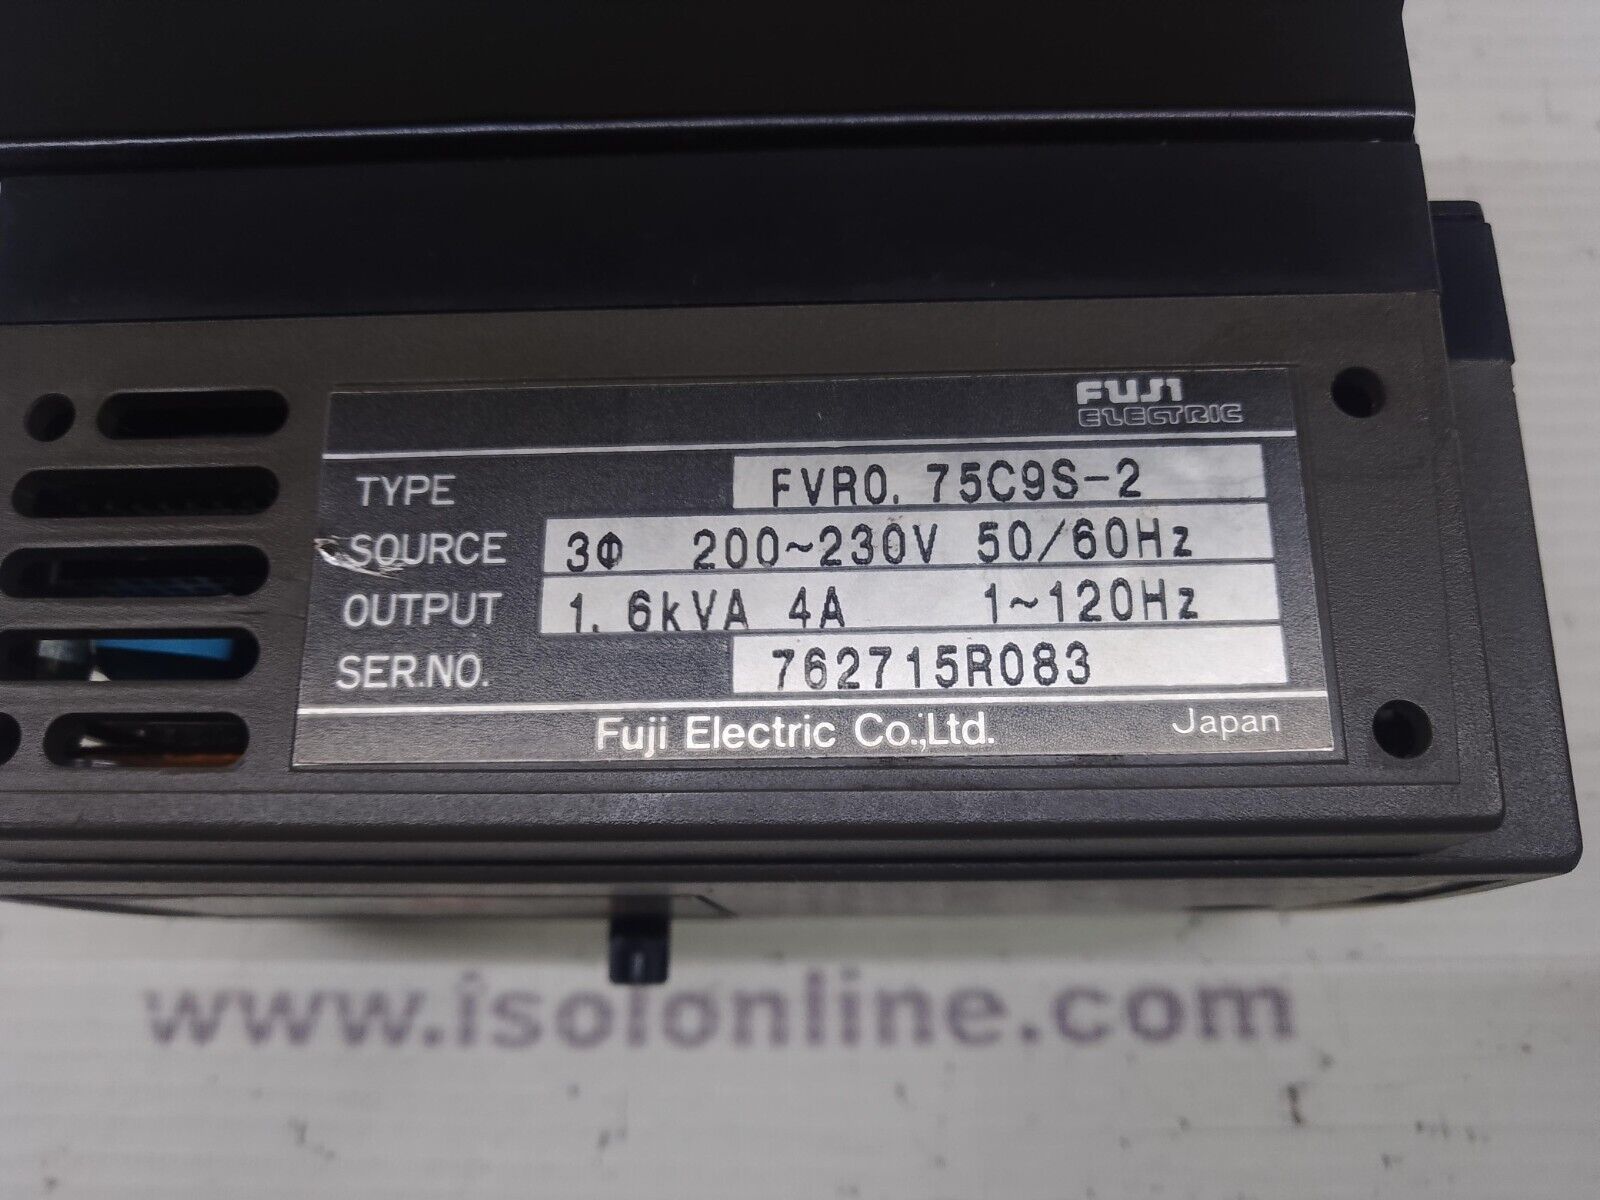 FUJI
ELECTRIC
TYPE FVR0.75C9S-2
SOURCE 3Φ 200~230V 50/60Hz
OUTPUT 1.6kVA 4A 1~120Hz
SER.NO. 762715R083
Fuji Electric Co.,Ltd. Japan
www.isolonline.com